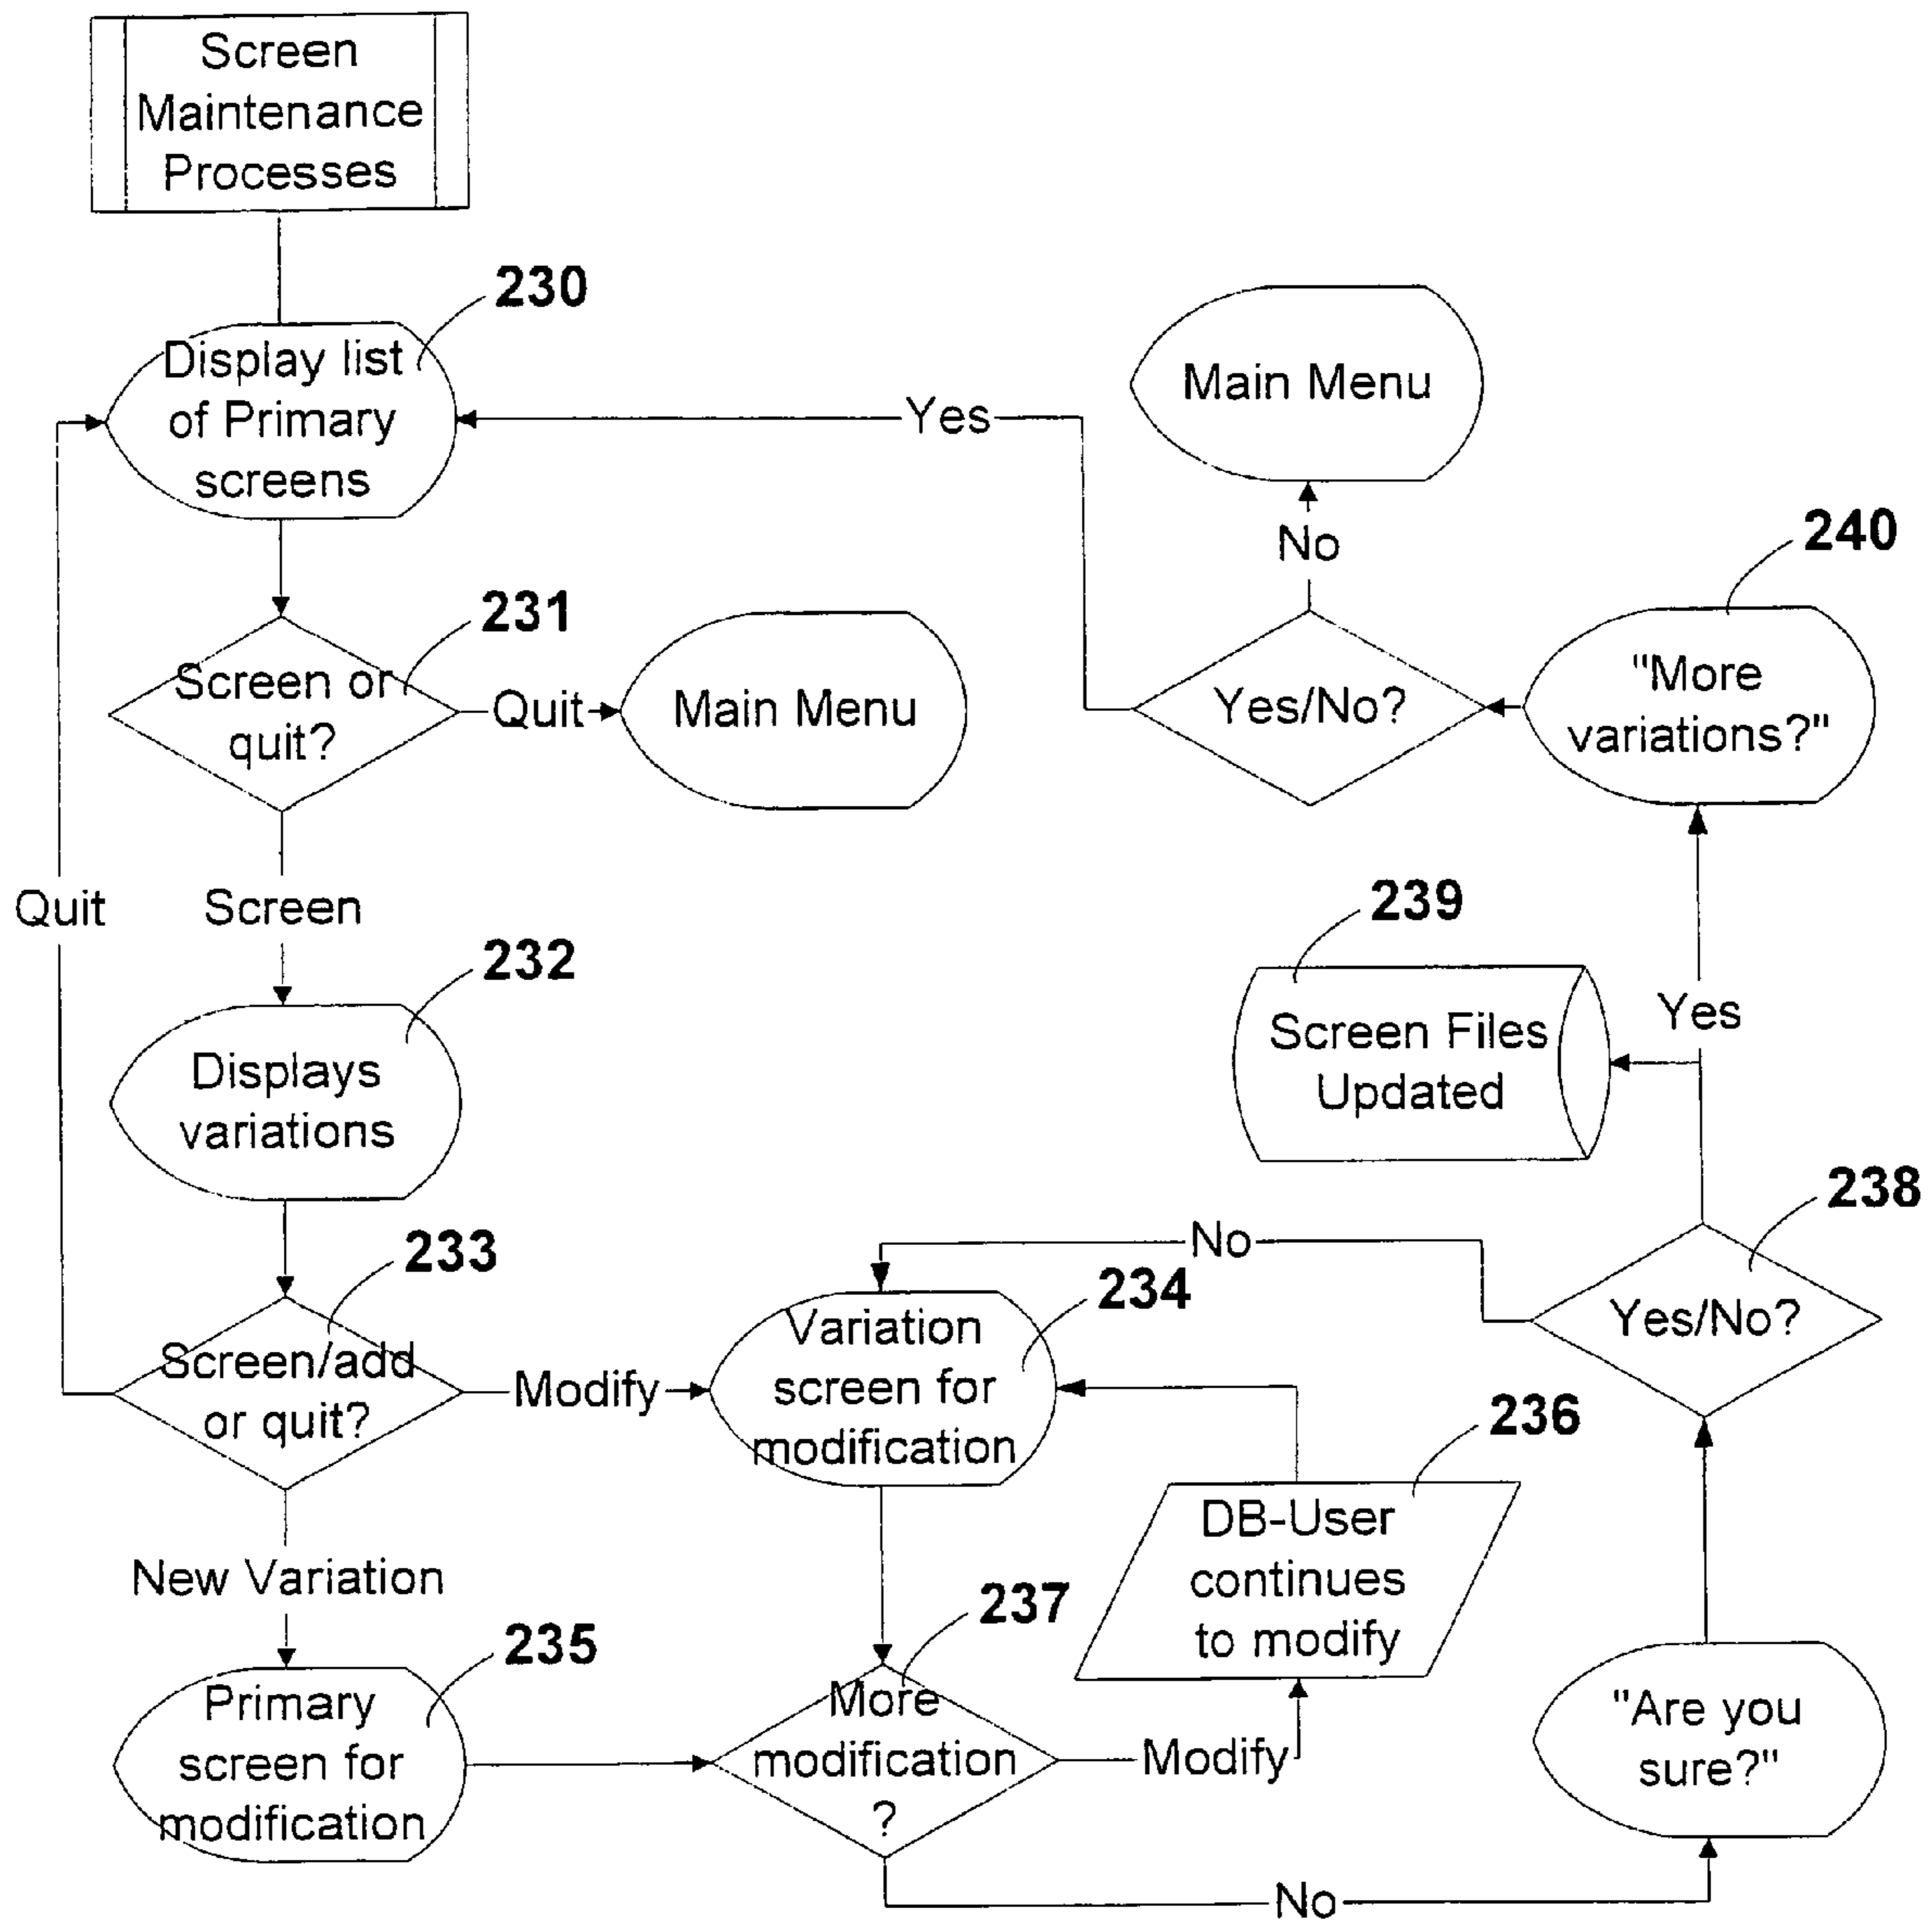 Screen
Maintenance
Processes
230
Display list
of Primary
screens
Yes
Main Menu
No
240
231
Screen or
quit?
Quit
Main Menu
Yes/No?
"More
variations?"
Quit
Screen
239
232
Screen Files
Updated
Yes
Displays
variations
238
No
233
234
Screen/add
or quit?
Modify
Variation
screen for
modification
Yes/No?
236
DB-User
continues
to modify
New Variation
237
235
Primary
screen for
modification
More
modification
?
Modify
"Are you
sure?"
No